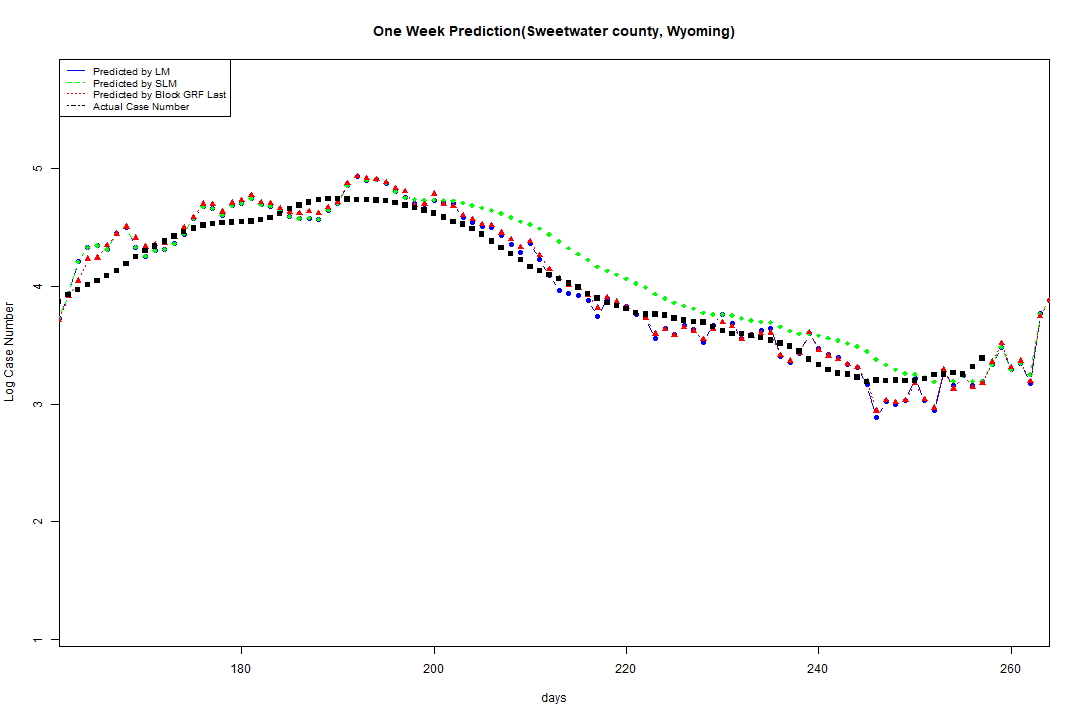 One Week Prediction(Sweetwater county, Wyoming)
Predicted by LM
Predicted by SLM
Predicted by Block GRF Last
Actual Case Number
5
4
3
2
1
Log Case Number
180 200 220 240 260
days